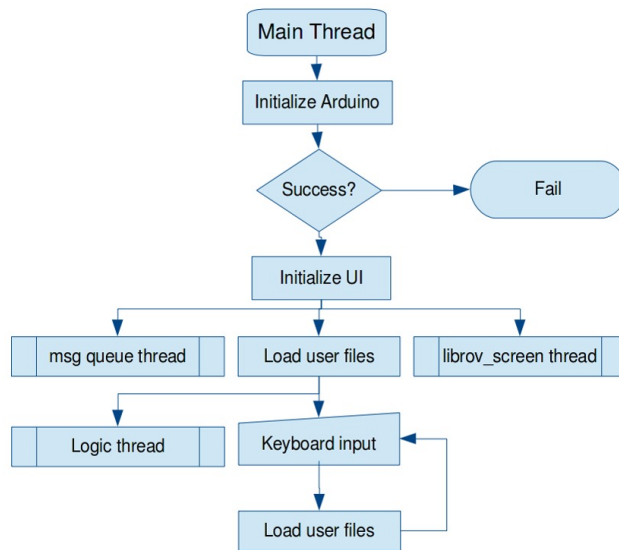 Main Thread
Initialize Arduino
Success?
Fail
Initialize UI
msg queue thread
Load user files
librov_screen thread
Logic thread
Keyboard input
Load user files